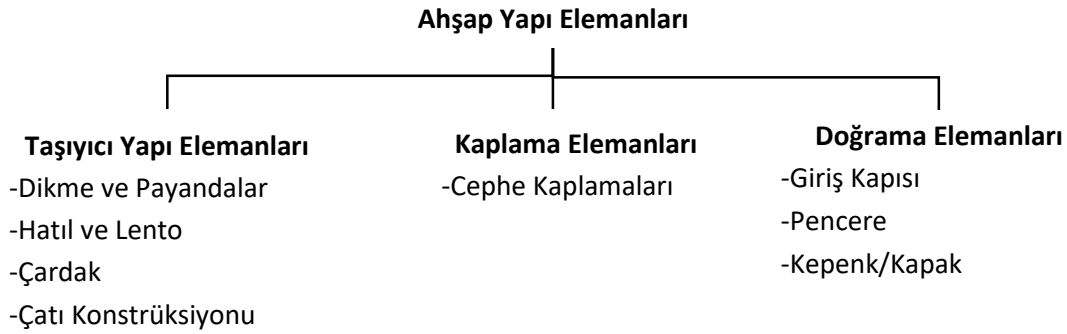 Ahşap Yapı Elemanları
Taşıyıcı Yapı Elemanları
-Dikme ve Payandalar
-Hatıl ve Lento
-Çardak
-Çatı Konstrüksiyonu
Kaplama Elemanları
-Cephe Kaplamaları
Doğrama Elemanları
-Giriş Kapısı
-Pencere
-Kepenk/Kapak